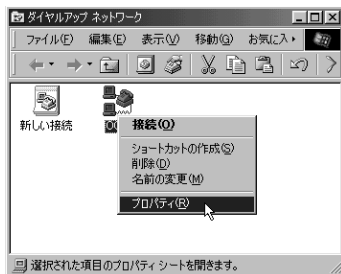 ダイヤルアップ ネットワーク
ファイル(F) 編集(E) 表示(V) 移動(G) お気に入
新しい接続
接続(O)
ショートカットの作成(S)
削除(D)
名前の変更(M)
プロパティ(R)
選択された項目のプロパティ シートを開きます。